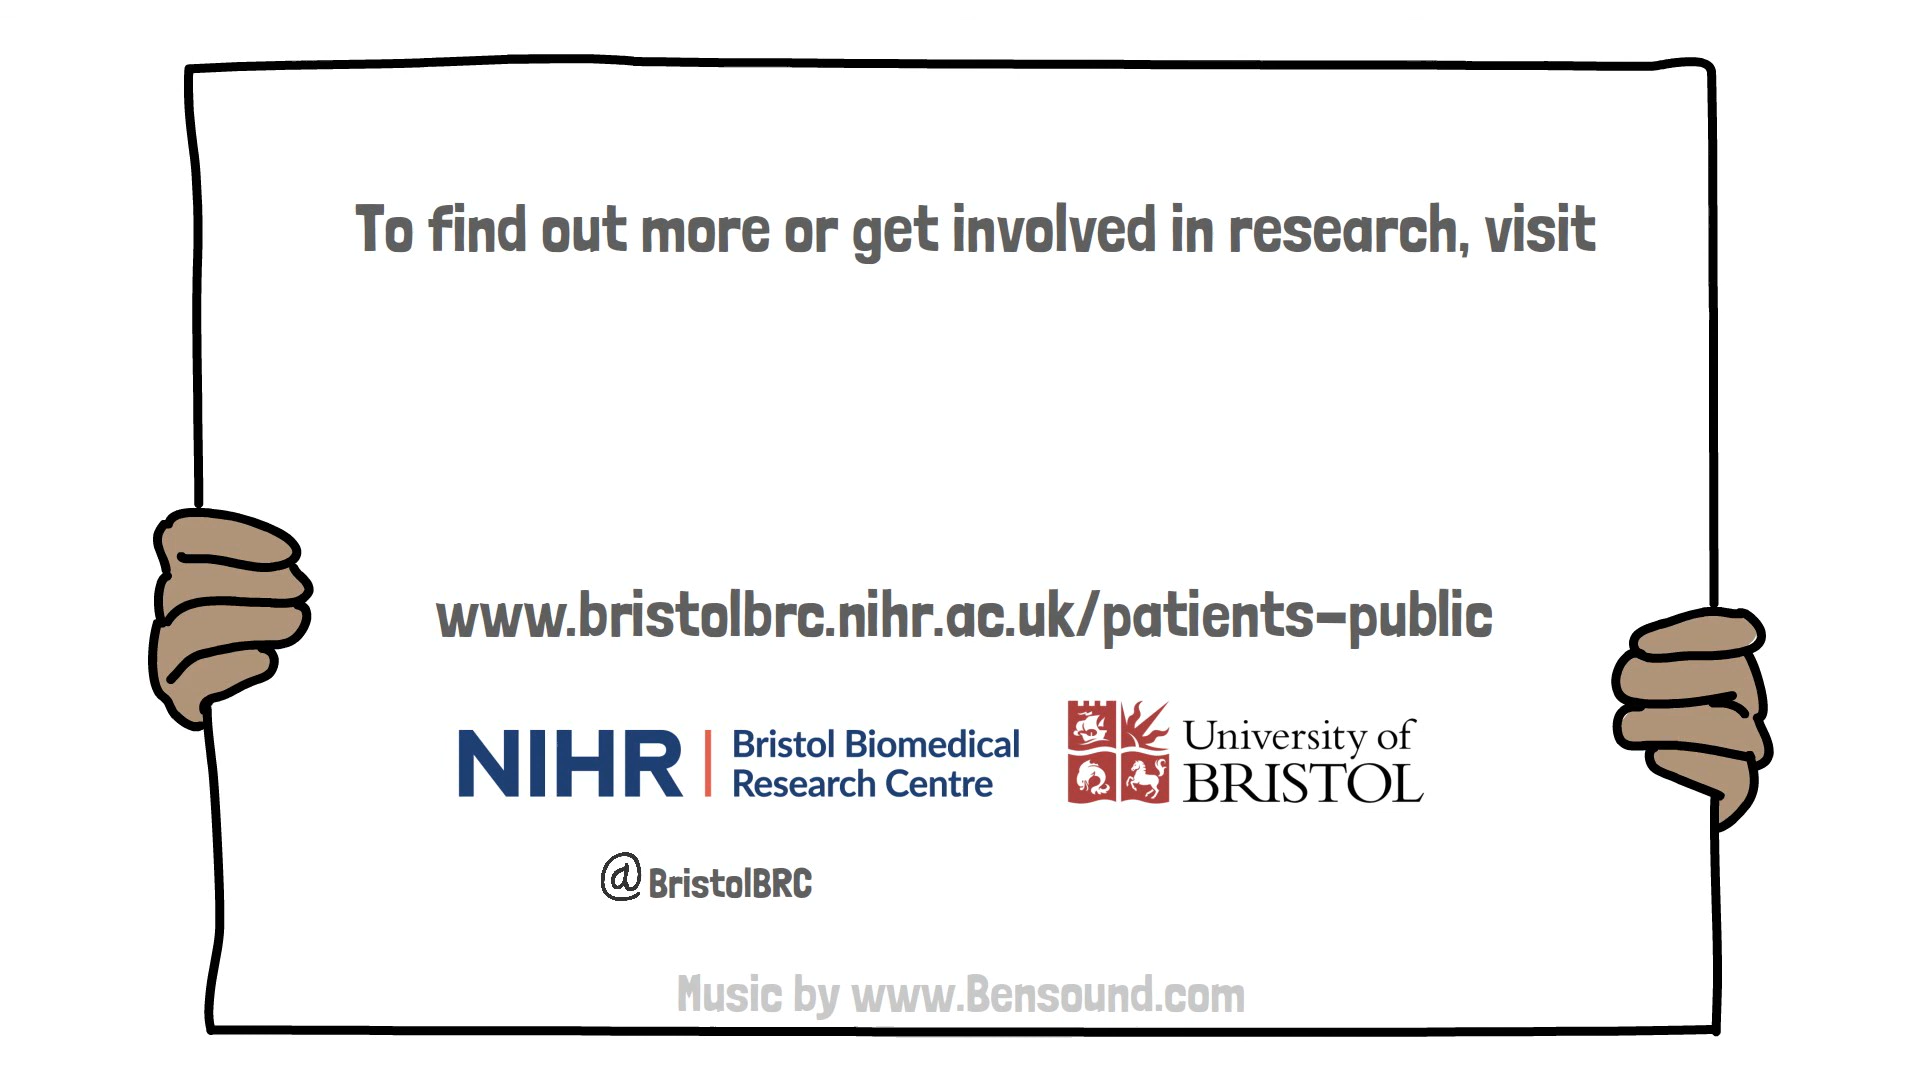 To find out more or get involved in research, visit
www.bristolbrc.nihr.ac.uk/patients-public
NIHR | Bristol Biomedical
Research Centre
University of
BRISTOL
@BristolBRC
Music by www.Bensound.com